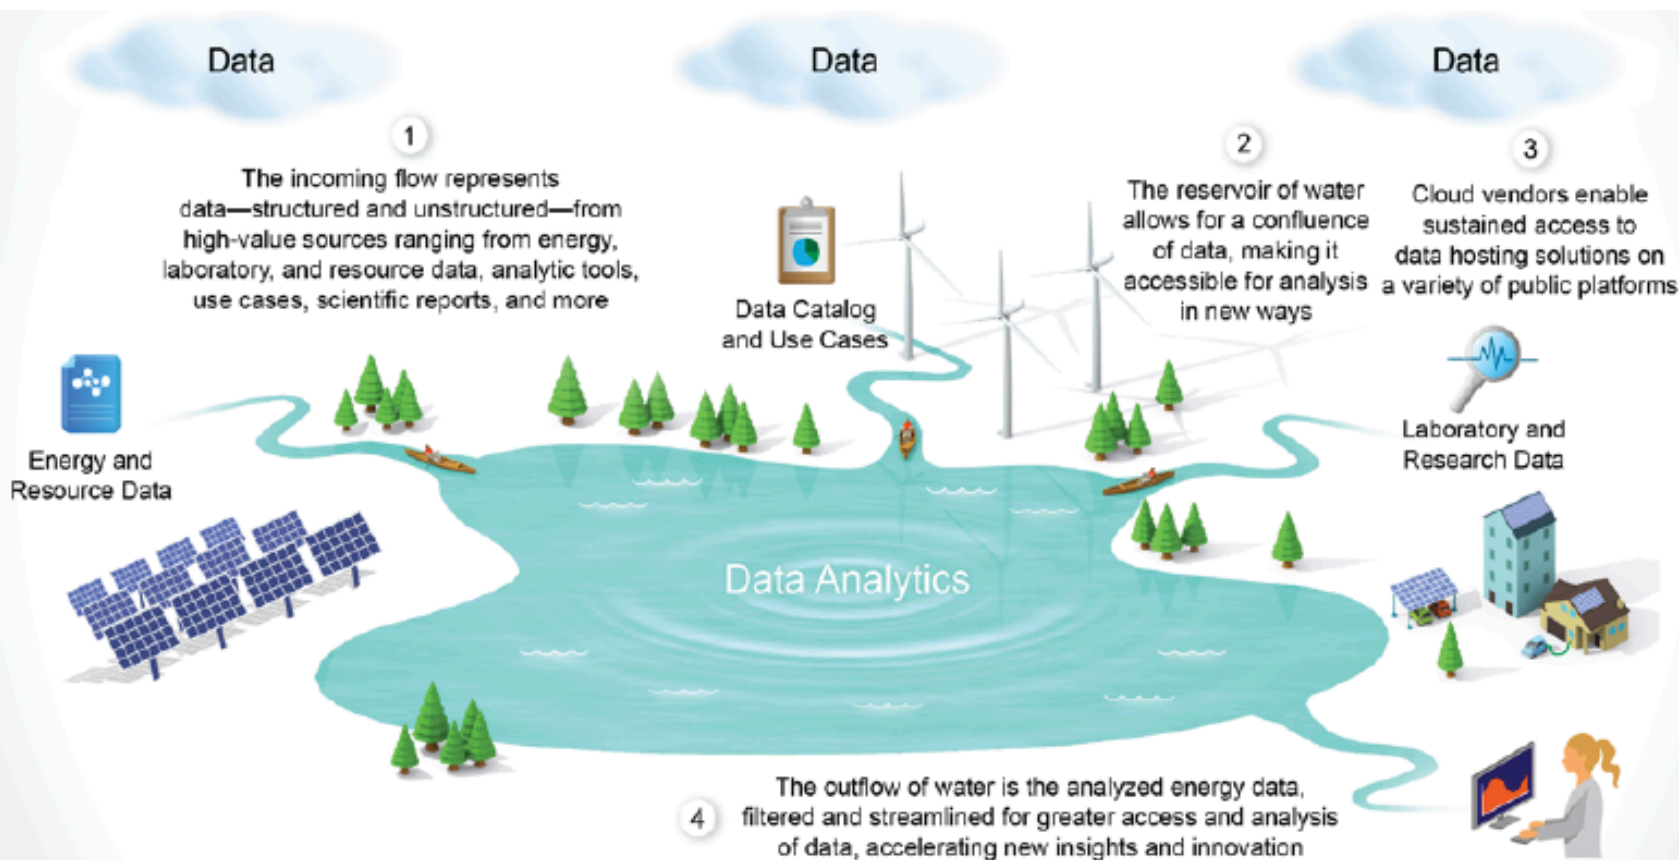 Data
Data
Data
1
The incoming flow represents
data—structured and unstructured—from
high-value sources ranging from energy,
laboratory, and resource data, analytic tools,
use cases, scientific reports, and more
2
The reservoir of water
allows for a confluence
of data, making it
accessible for analysis
in new ways
3
Cloud vendors enable
sustained access to
data hosting solutions on
a variety of public platforms
Data Catalog
and Use Cases
Energy and
Resource Data
Laboratory and
Research Data
Data Analytics
4
The outflow of water is the analyzed energy data,
filtered and streamlined for greater access and analysis
of data, accelerating new insights and innovation